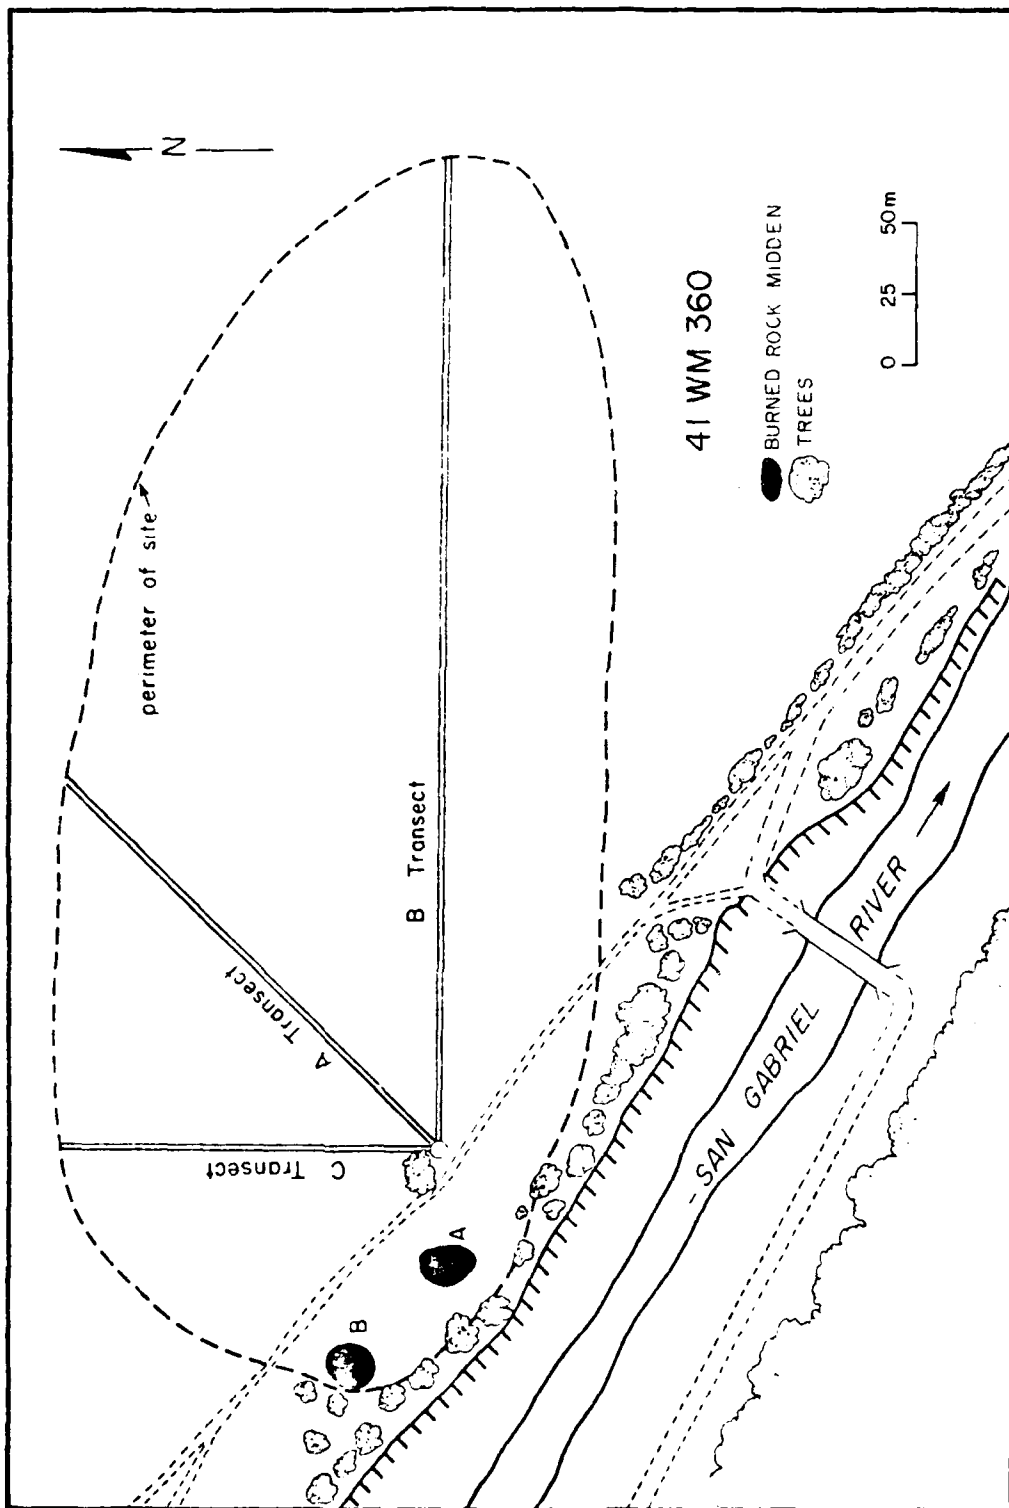 N
perimeter of site
A Transect
B Transect
C Transect
A
B
41 WM 360
BURNED ROCK MIDDEN
TREES
0 25 50m
SAN GABRIEL RIVER